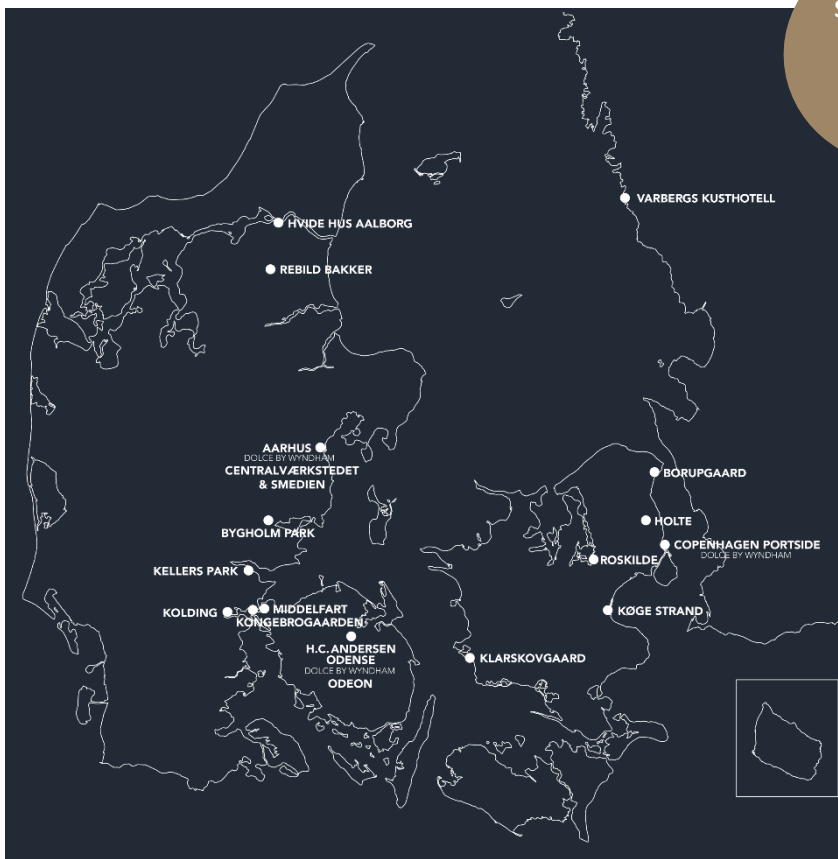 S
VARBERGS KUSTHOTELL
HVIDE HUS AALBORG
REBILD BAKKER
AARHUS
DOLCE BY WYNDHAM
CENTRALVÆRKSTEDET
& SMEDIEN
BORUPGAARD
BYGHOLM PARK
HOLTE
COPENHAGEN PORTSIDE
DOLCE BY WYNDHAM
ROSKILDE
KELLERS PARK
KOLDING
MIDDELFART
KONGEBROGAARDEN
KØGE STRAND
H.C. ANDERSEN
ODENSE
DOLCE BY WYNDHAM
ODEON
KLARSKOVGAARD